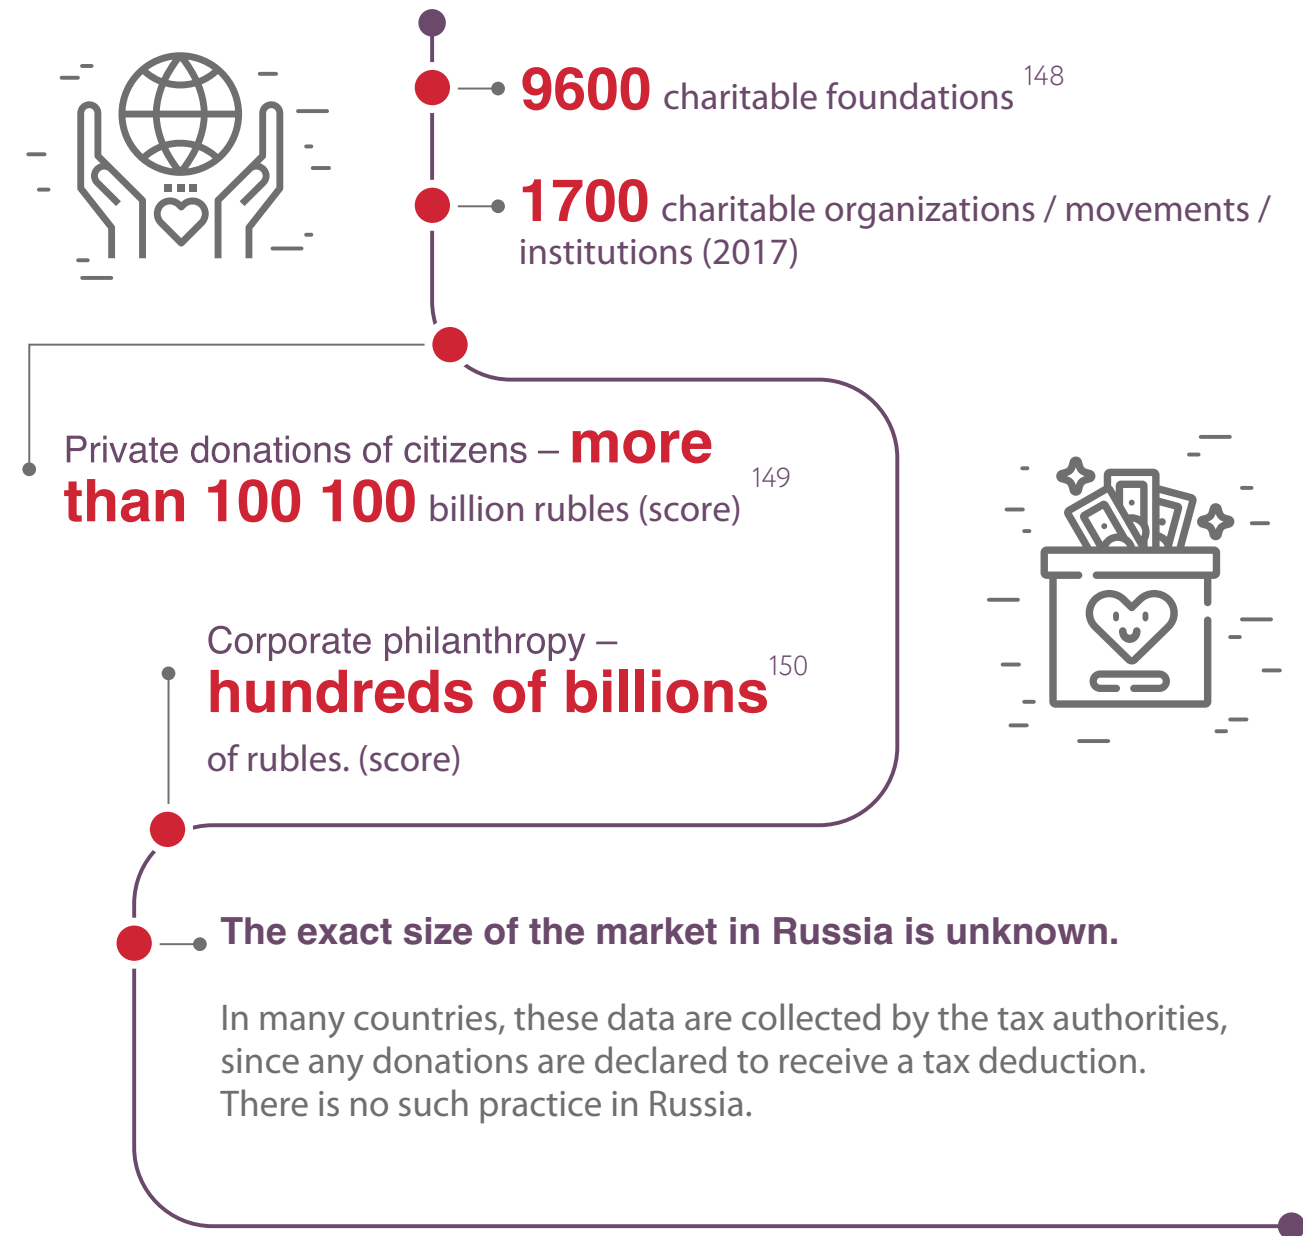 9600 charitable foundations 148
1700 charitable organizations / movements /
institutions (2017)
Private donations of citizens – more
than 100 100 billion rubles (score) 149
Corporate philanthropy –
hundreds of billions 150
of rubles. (score)
The exact size of the market in Russia is unknown.
In many countries, these data are collected by the tax authorities,
since any donations are declared to receive a tax deduction.
There is no such practice in Russia.